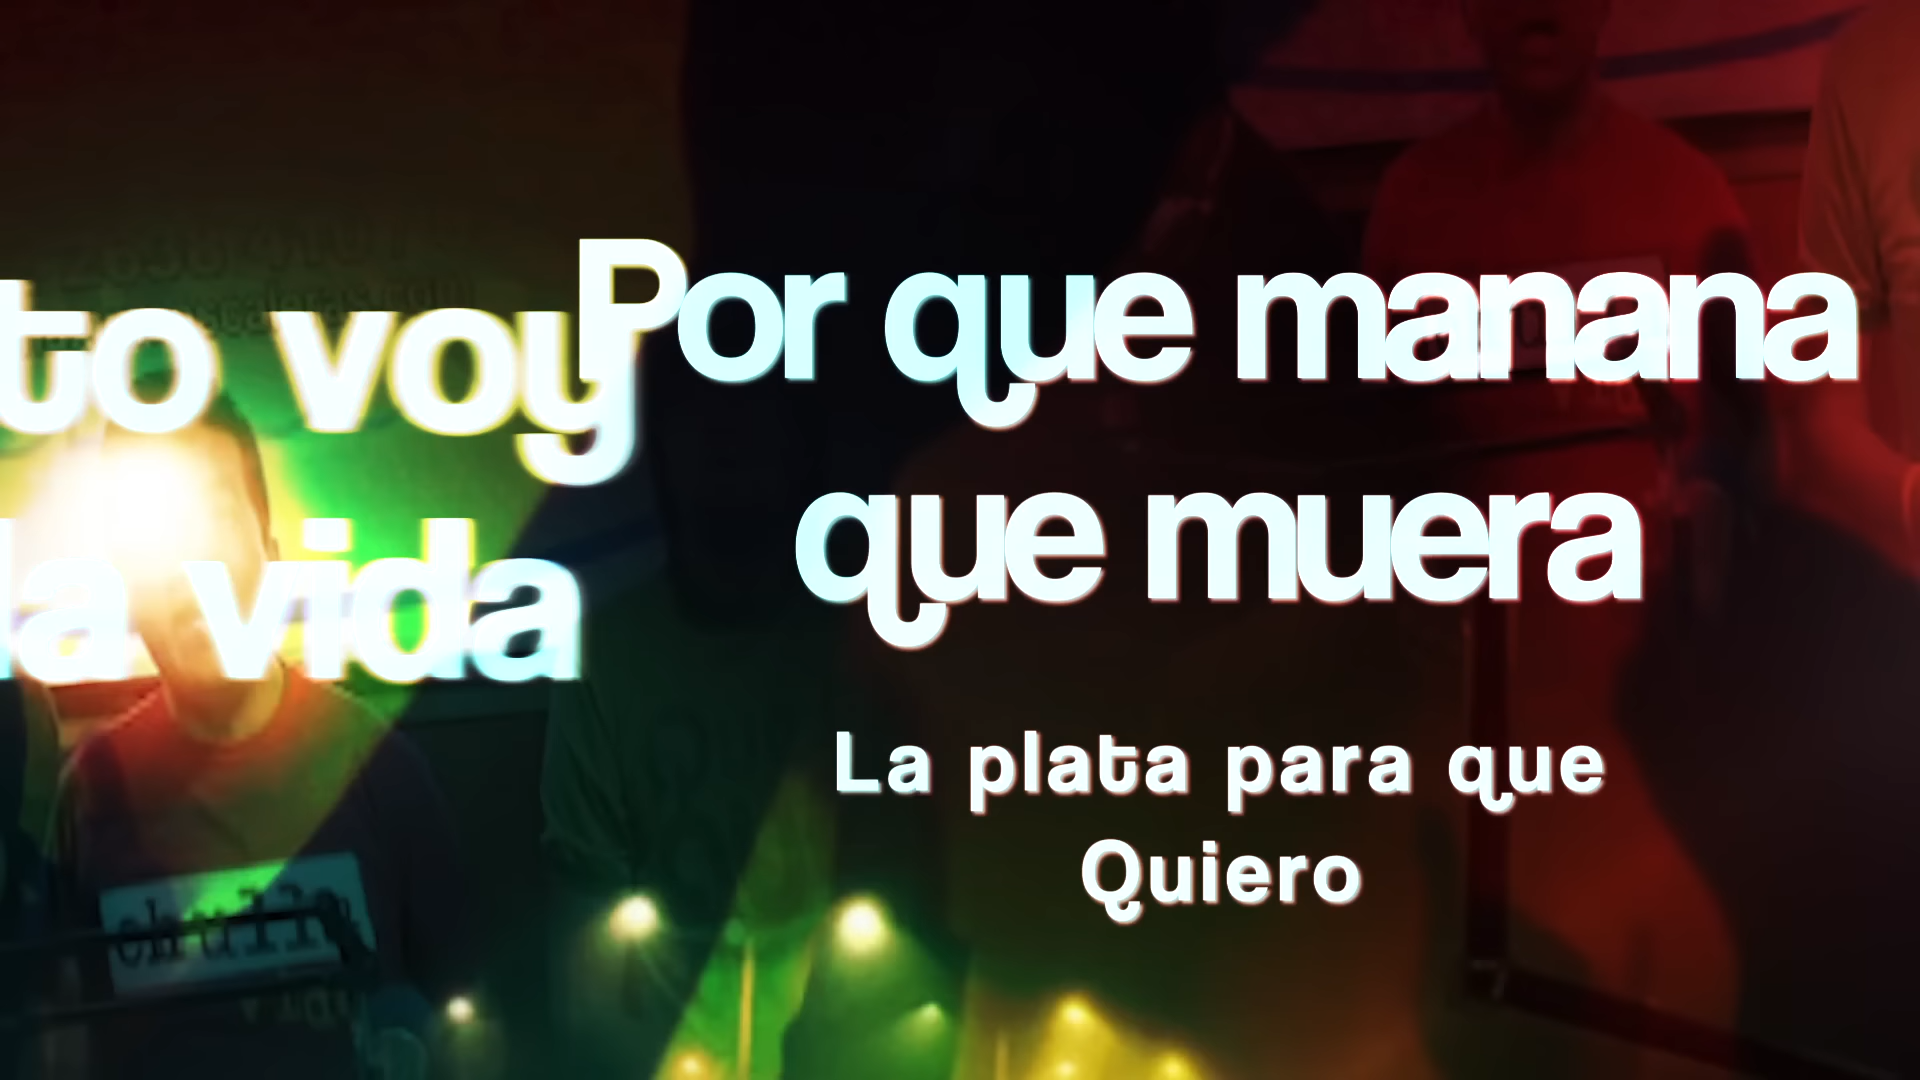 to voy
la vida
Por que manana
que muera
La plata para que
Quiero